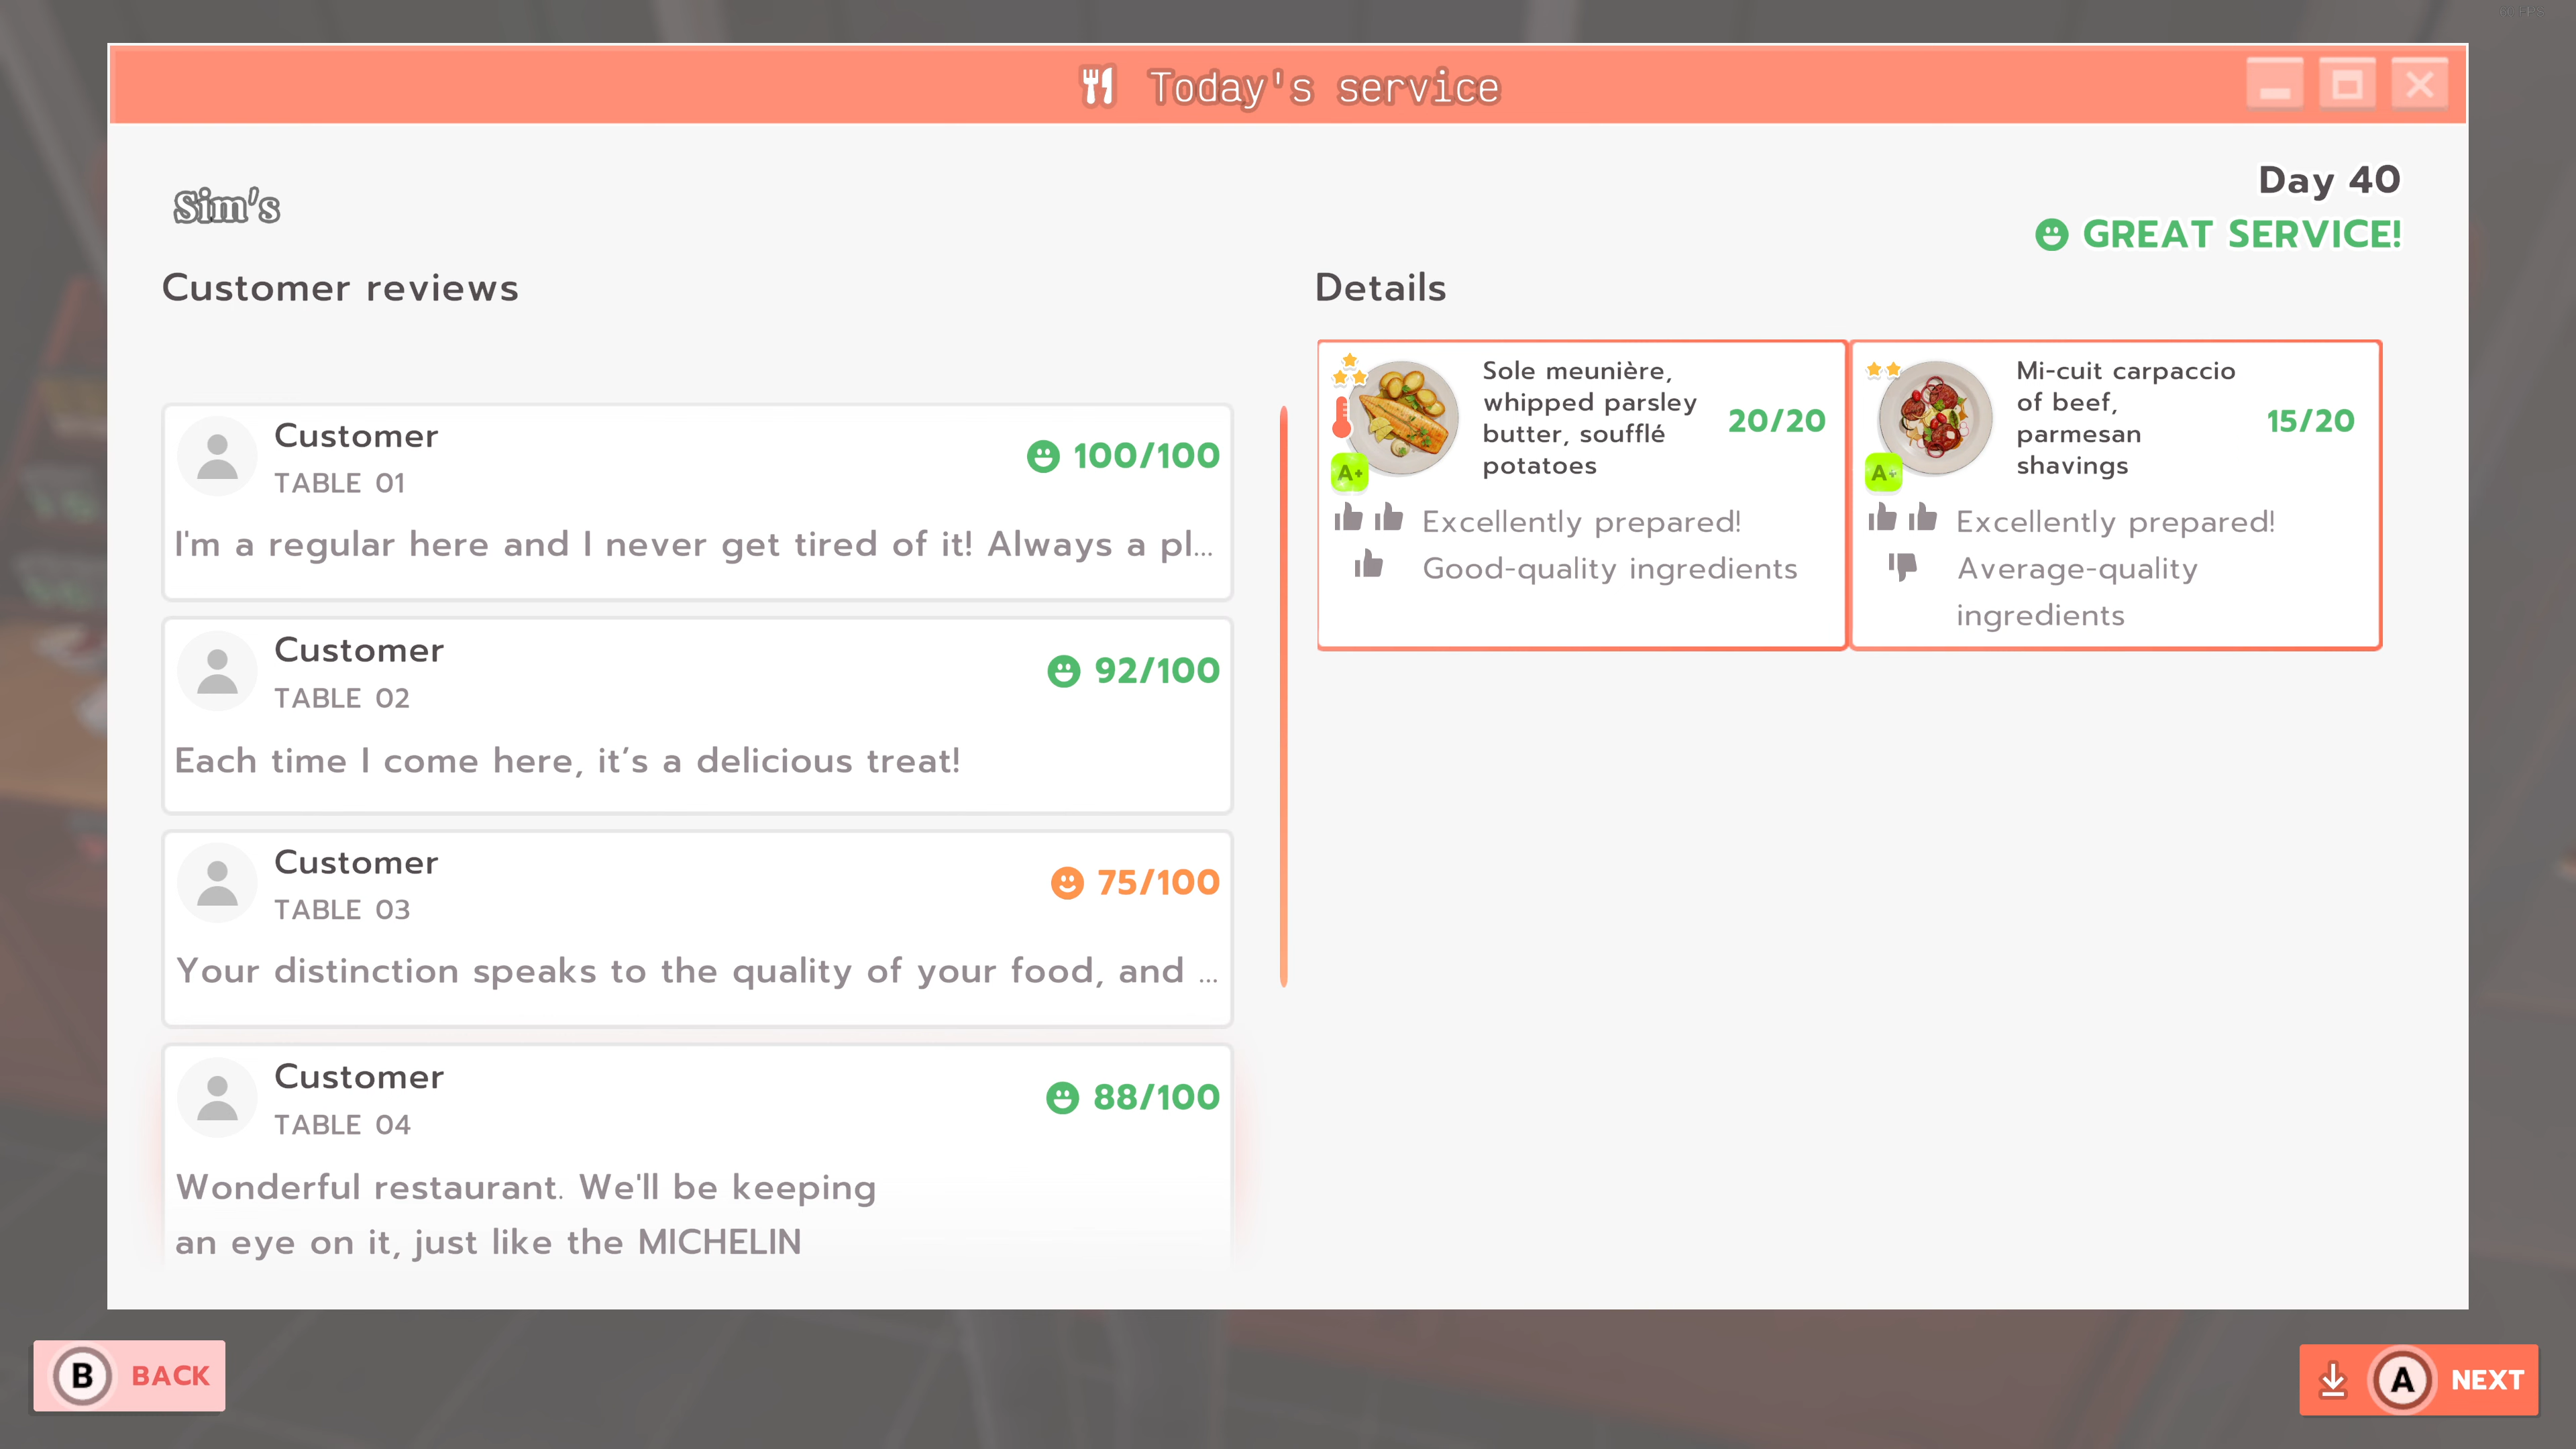 Today's service
Sim's
Day 40
GREAT SERVICE!
Customer reviews
Customer
TABLE 01
100/100
I'm a regular here and I never get tired of it! Always a pl...
Customer
TABLE 02
92/100
Each time I come here, it’s a delicious treat!
Customer
TABLE 03
75/100
Your distinction speaks to the quality of your food, and ...
Customer
TABLE 04
88/100
Wonderful restaurant. We'll be keeping
an eye on it, just like the MICHELIN
Details
Sole meunière,
whipped parsley
butter, soufflé
potatoes
20/20
A+
Excellently prepared!
Good-quality ingredients
Mi-cuit carpaccio
of beef,
parmesan
shavings
15/20
A+
Excellently prepared!
Average-quality
ingredients
B BACK
A NEXT